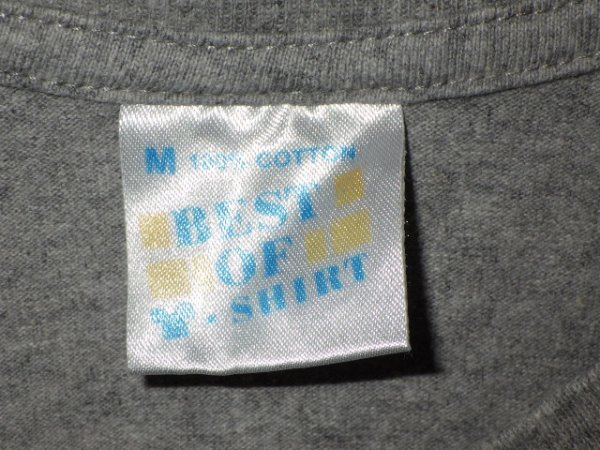 M 100% COTTON
BEST
OF
T-SHIRT